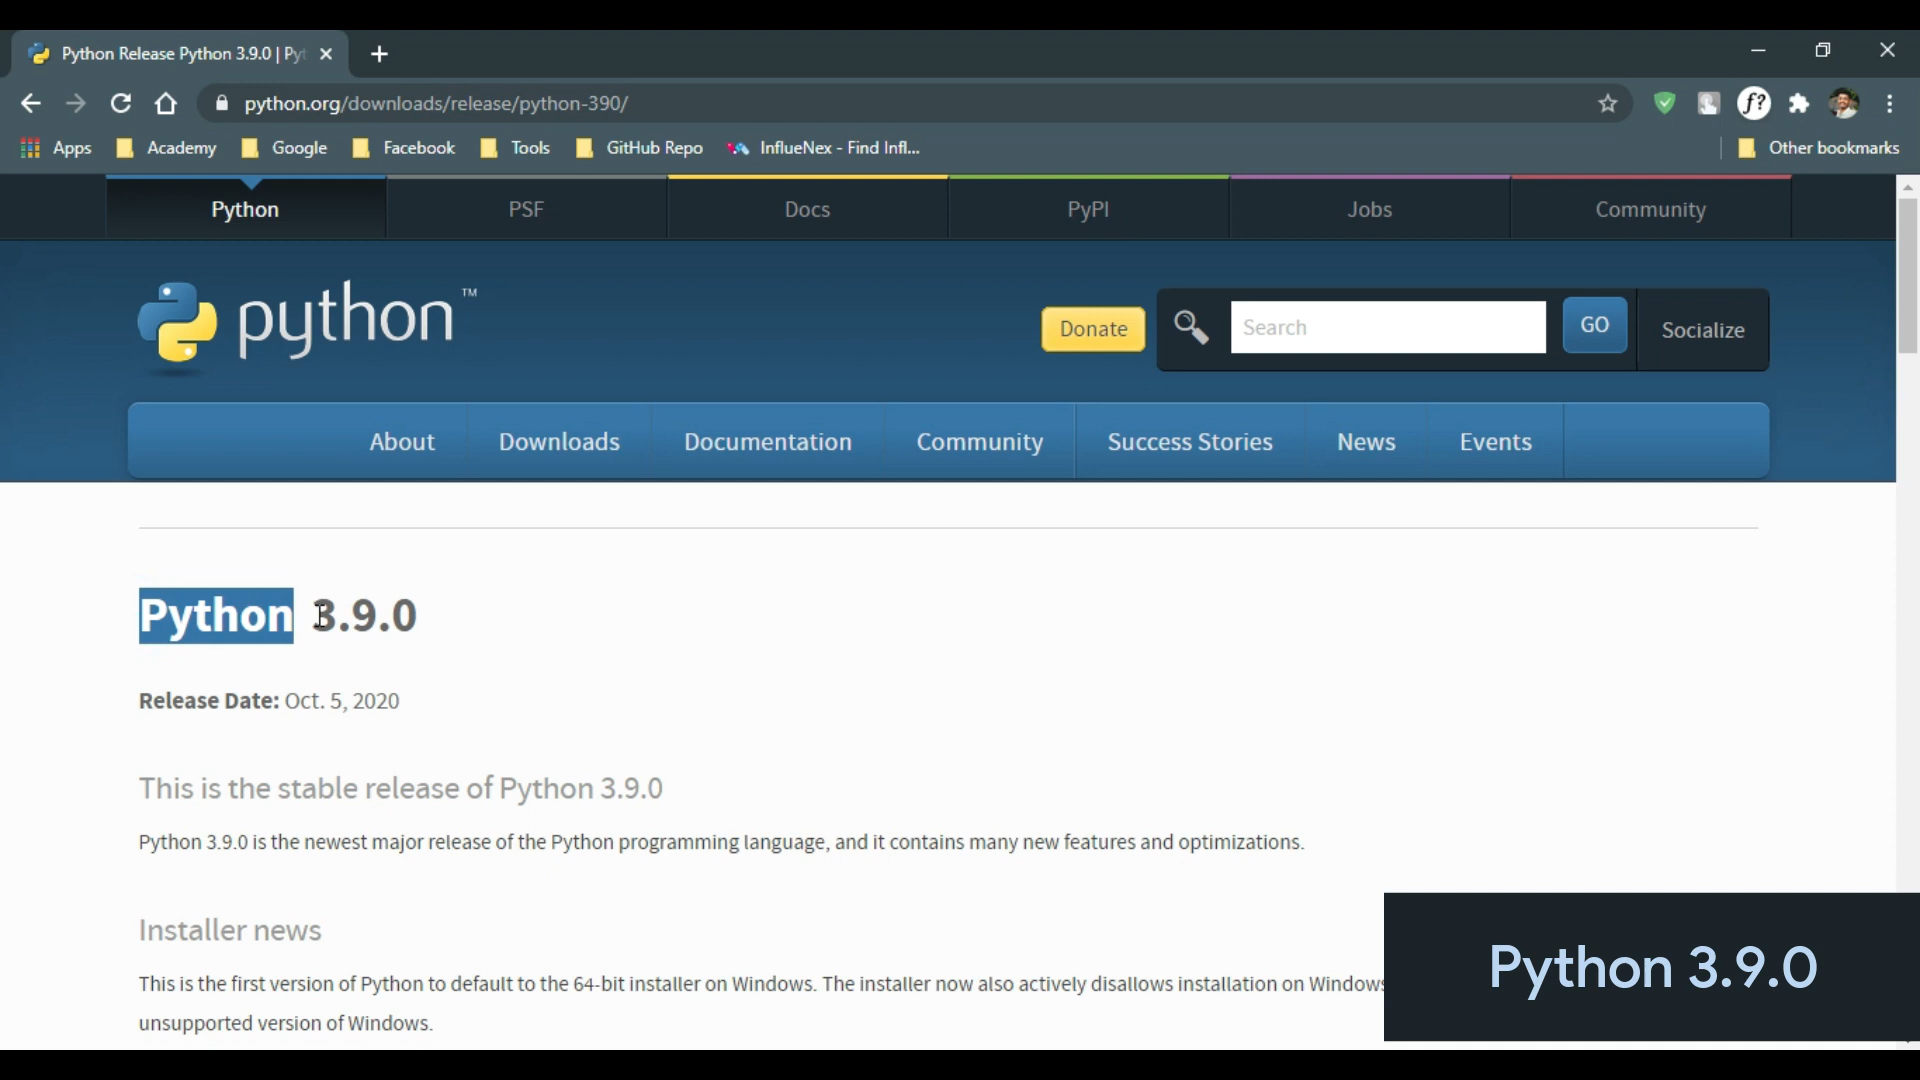 Python Release Python 3.9.0 | Pyt
python.org/downloads/release/python-390/
f?
Apps Academy Google Facebook Tools GitHub Repo InflueNex - Find Infl... Other bookmarks
Python PSF Docs PyPI Jobs Community
python™
Donate Search GO Socialize
About Downloads Documentation Community Success Stories News Events
Python 3.9.0
Release Date: Oct. 5, 2020
This is the stable release of Python 3.9.0
Python 3.9.0 is the newest major release of the Python programming language, and it contains many new features and optimizations.
Installer news
This is the first version of Python to default to the 64-bit installer on Windows. The installer now also actively disallows installation on Windows
unsupported version of Windows.
Python 3.9.0